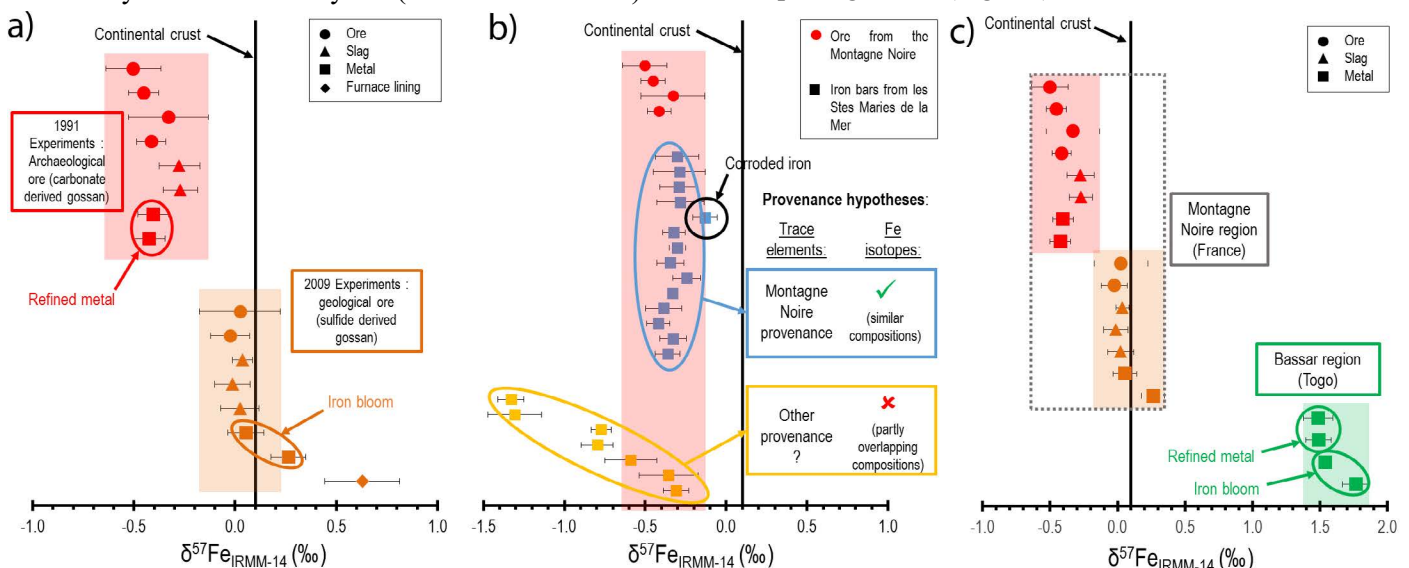 a)
Continental crust
Ore
Slag
Metal
Furnace lining
1991
Experiments :
Archaeological
ore (carbonate
derived gossan)
Refined metal
2009 Experiments :
geological ore
(sulfide derived
gossan)
Iron bloom
-1.0
-0.5
0.0
0.5
1.0
δ⁵⁷Fe_IRMM-14 (‰)
b)
Continental crust
Ore from the
Montagne Noire
Iron bars from les
Stes Maries de la
Mer
Corroded iron
Provenance hypotheses:
Trace
elements:
Fe
isotopes:
Montagne
Noire
provenance
✓
(similar
compositions)
Other
provenance
?
✘
(partly
overlapping
compositions)
-1.5
-1.0
-0.5
0.0
0.5
1.0
δ⁵⁷Fe_IRMM-14 (‰)
c)
Continental crust
Ore
Slag
Metal
Montagne
Noire region
(France)
Bassar region
(Togo)
Refined metal
Iron bloom
-1.0
-0.5
0.0
0.5
1.0
1.5
2.0
δ⁵⁷Fe_IRMM-14 (‰)